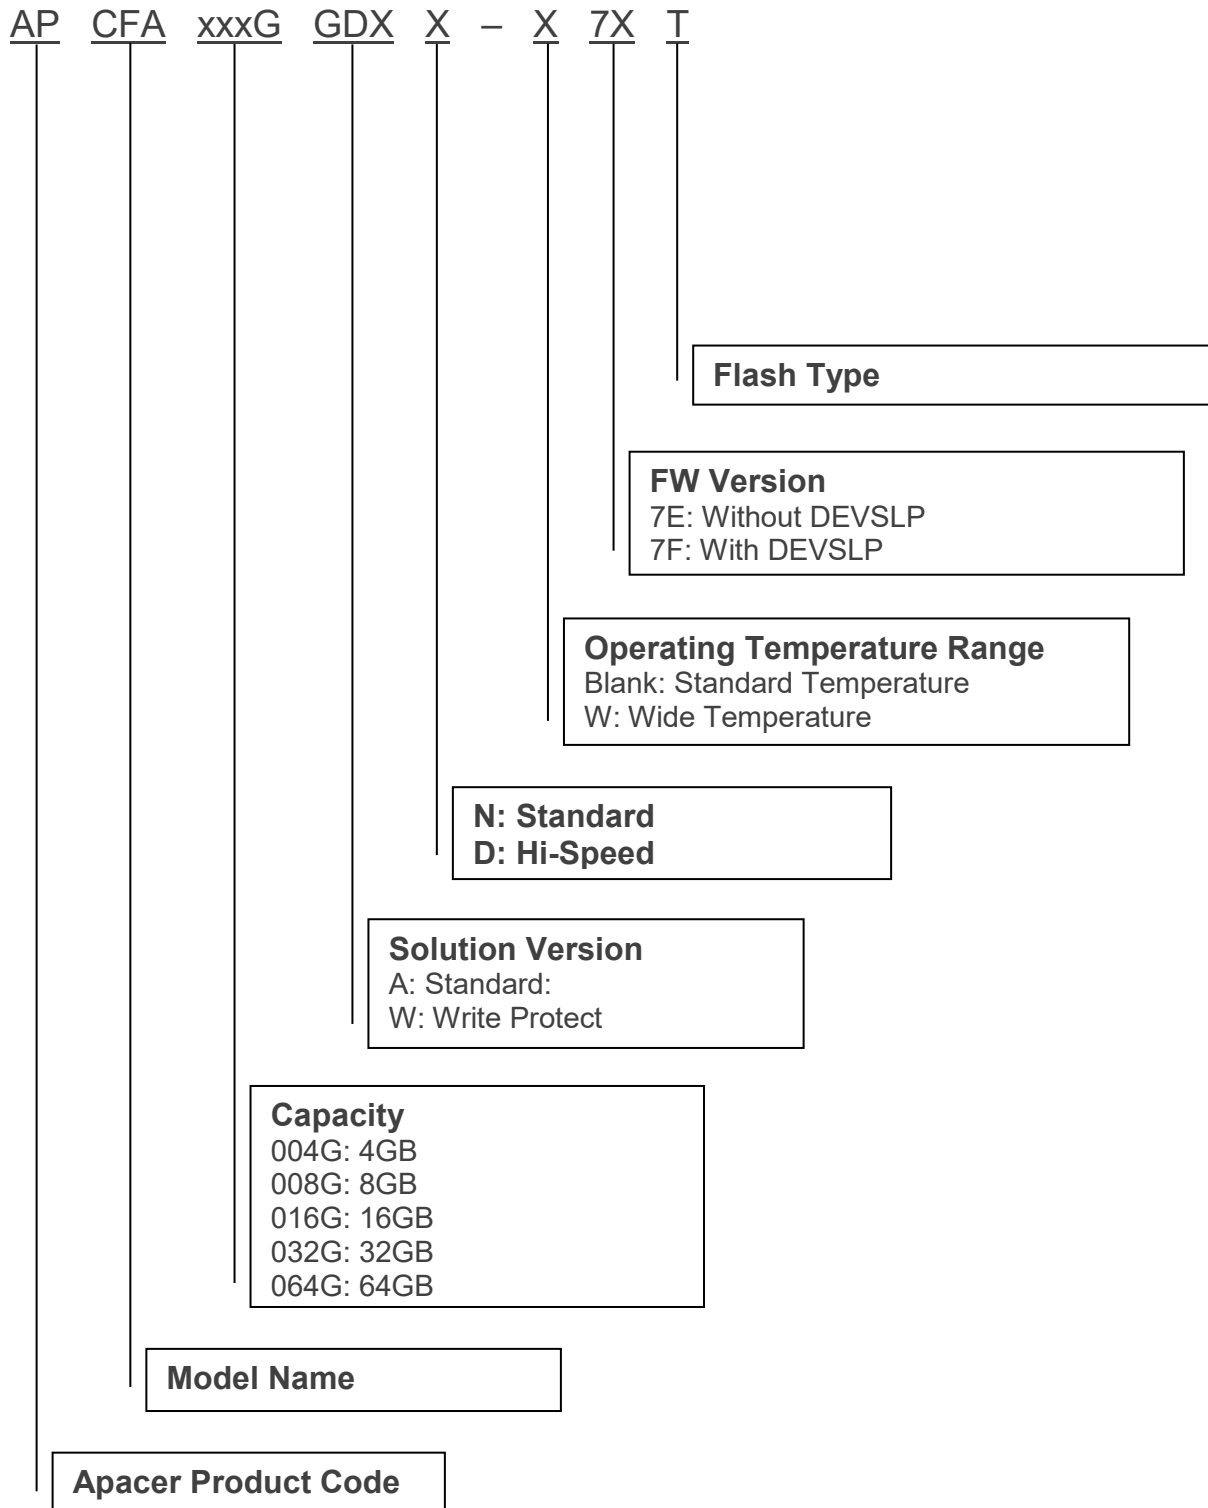 AP CFA xxxG GDX X – X 7X T
Flash Type
FW Version
7E: Without DEVSLP
7F: With DEVSLP
Operating Temperature Range
Blank: Standard Temperature
W: Wide Temperature
N: Standard
D: Hi-Speed
Solution Version
A: Standard:
W: Write Protect
Capacity
004G: 4GB
008G: 8GB
016G: 16GB
032G: 32GB
064G: 64GB
Model Name
Apacer Product Code